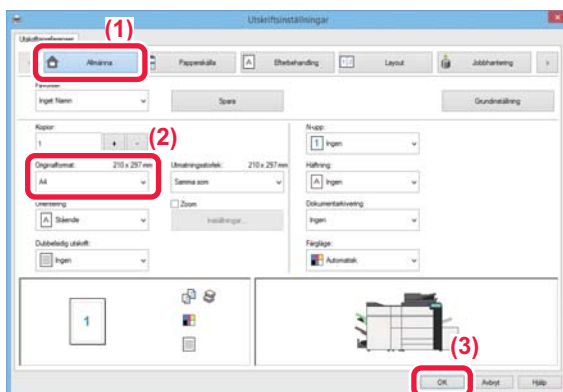 Utskriftsinställningar
(1)
Utskriftspreferenser
Allmänna
Papperskälla
A
Efterbehandling
Layout
Jobbhantering
Favoriter:
Inget Namn
Spara
Grundinställning
Kopior:
1
+
-
(2)
N-upp:
1 Ingen
Originalformat:
210 x 297 mm
Utmatningsstorlek:
210 x 297 mm
Häftning:
A4
Samma som
A Ingen
Orientering:
Zoom
Dokumentarkivering:
A Stående
Inställningar...
Ingen
Dubbelsidig utskrift:
Färgläge:
Ingen
Automatisk
1
(3)
OK
Avbryt
Hjälp